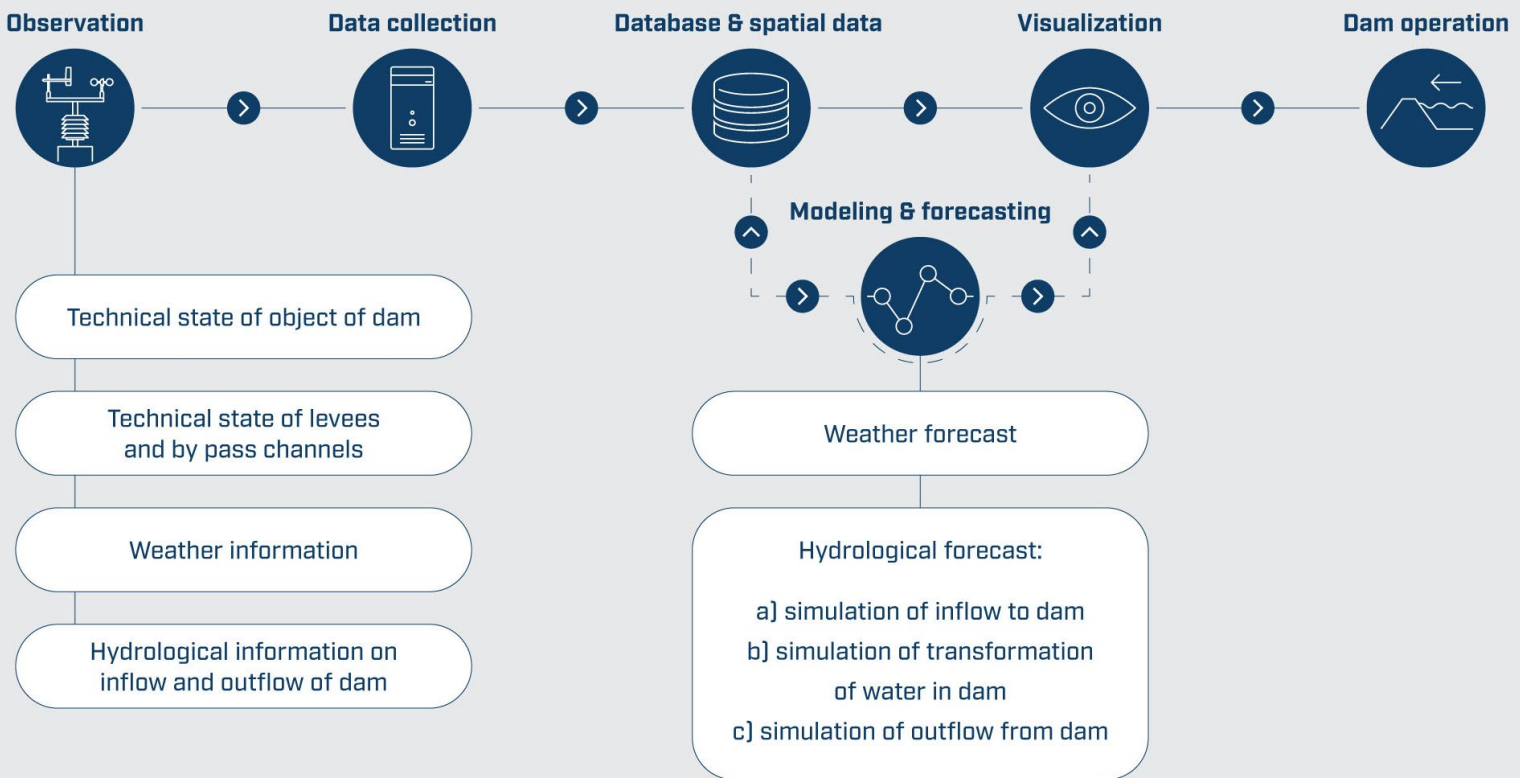 Observation
Data collection
Database & spatial data
Visualization
Dam operation
Modeling & forecasting
Technical state of object of dam
Technical state of levees
and by pass channels
Weather information
Hydrological information on
inflow and outflow of dam
Weather forecast
Hydrological forecast:
a) simulation of inflow to dam
b) simulation of transformation
of water in dam
c) simulation of outflow from dam